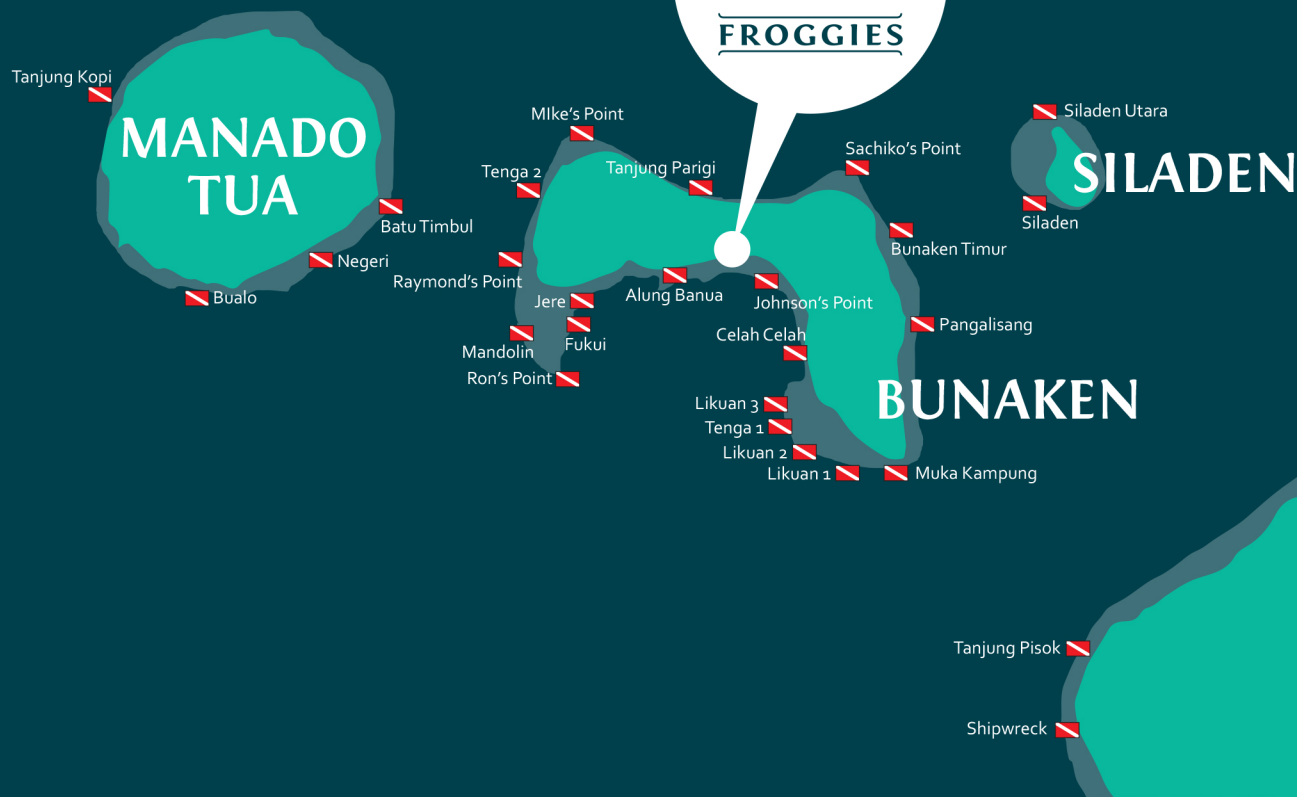 FROGGIES
Tanjung Kopi
MANADO
TUA
Batu Timbul
Negeri
Bualo
MIke's Point
Tenga 2
Tanjung Parigi
Sachiko's Point
Siladen Utara
SILADEN
Siladen
Bunaken Timur
Raymond's Point
Jere
Alung Banua
Johnson's Point
Mandolin
Fukui
Celah Celah
Pangalisang
Ron's Point
BUNAKEN
Likuan 3
Tenga 1
Likuan 2
Likuan 1
Muka Kampung
Tanjung Pisok
Shipwreck